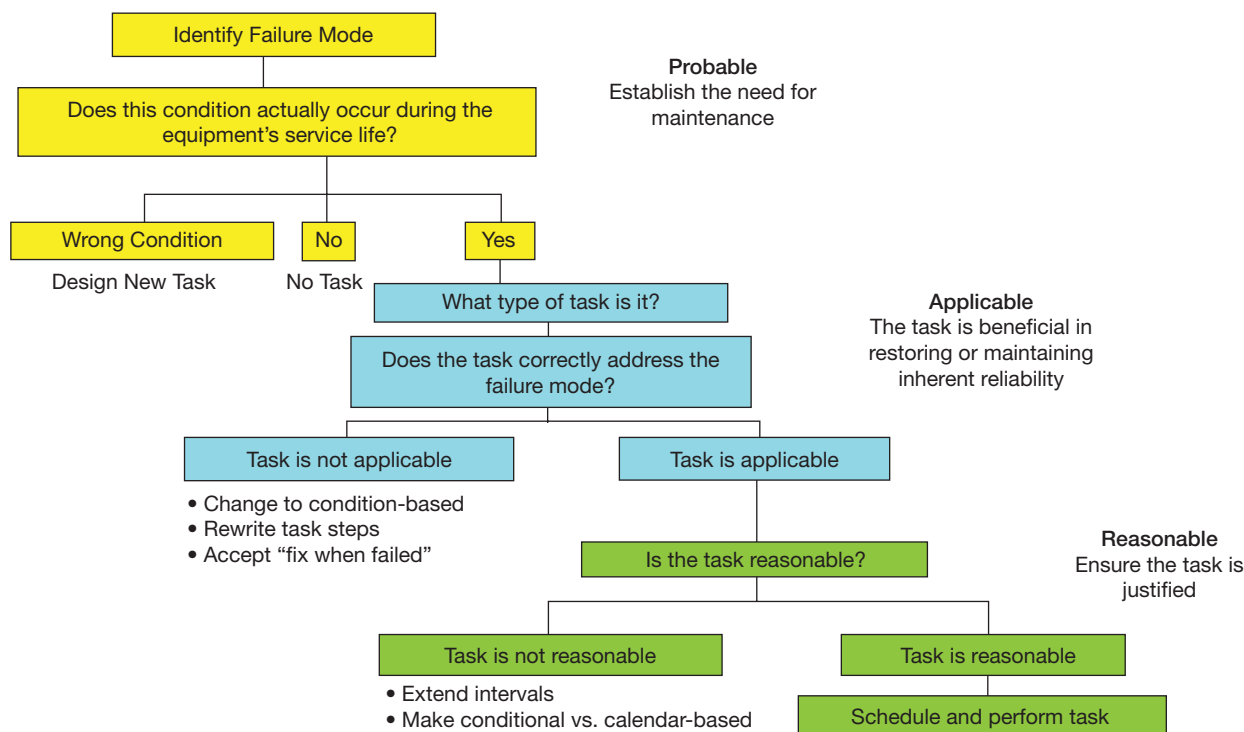 Identify Failure Mode
Probable
Establish the need for
maintenance
Does this condition actually occur during the
equipment’s service life?
Wrong Condition
No
Yes
Design New Task
No Task
What type of task is it?
Applicable
The task is beneficial in
restoring or maintaining
inherent reliability
Does the task correctly address the
failure mode?
Task is not applicable
Task is applicable
• Change to condition-based
• Rewrite task steps
• Accept “fix when failed”
Reasonable
Ensure the task is
justified
Is the task reasonable?
Task is not reasonable
Task is reasonable
• Extend intervals
• Make conditional vs. calendar-based
Schedule and perform task